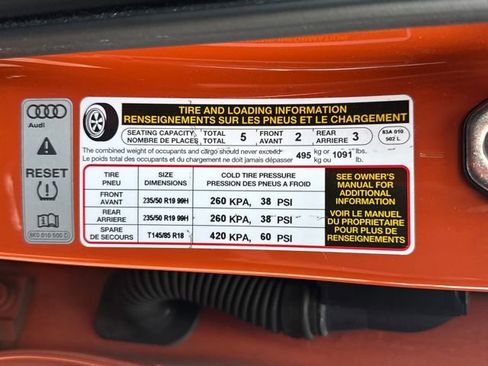 Audi
RESET
8K0 010 500 D
TIRE AND LOADING INFORMATION
RENSEIGNEMENTS SUR LES PNEUS ET LE CHARGEMENT
SEATING CAPACITY TOTAL 5 FRONT 2 REAR 3
NOMBRE DE PLACES TOTAL AVANT ARRIERE
83A 010
502 L
The combined weight of occupants and cargo should never exceed 495 kg or 1091 lbs.
Le poids total des occupants et du chargement ne doit jamais dépasser kg ou lb.
TIRE SIZE COLD TIRE PRESSURE
PNEU DIMENSIONS PRESSION DES PNEUS A FROID
FRONT
AVANT 235/50 R19 99H 260 KPA, 38 PSI
REAR
ARRIERE 235/50 R19 99H 260 KPA, 38 PSI
SPARE
DE SECOURS T145/85 R18 420 KPA, 60 PSI
SEE OWNER'S
MANUAL FOR
ADDITIONAL
INFORMATION
VOIR LE MANUEL
DU PROPRIETAIRE
POUR PLUS DE
RENSEIGNEMENTS